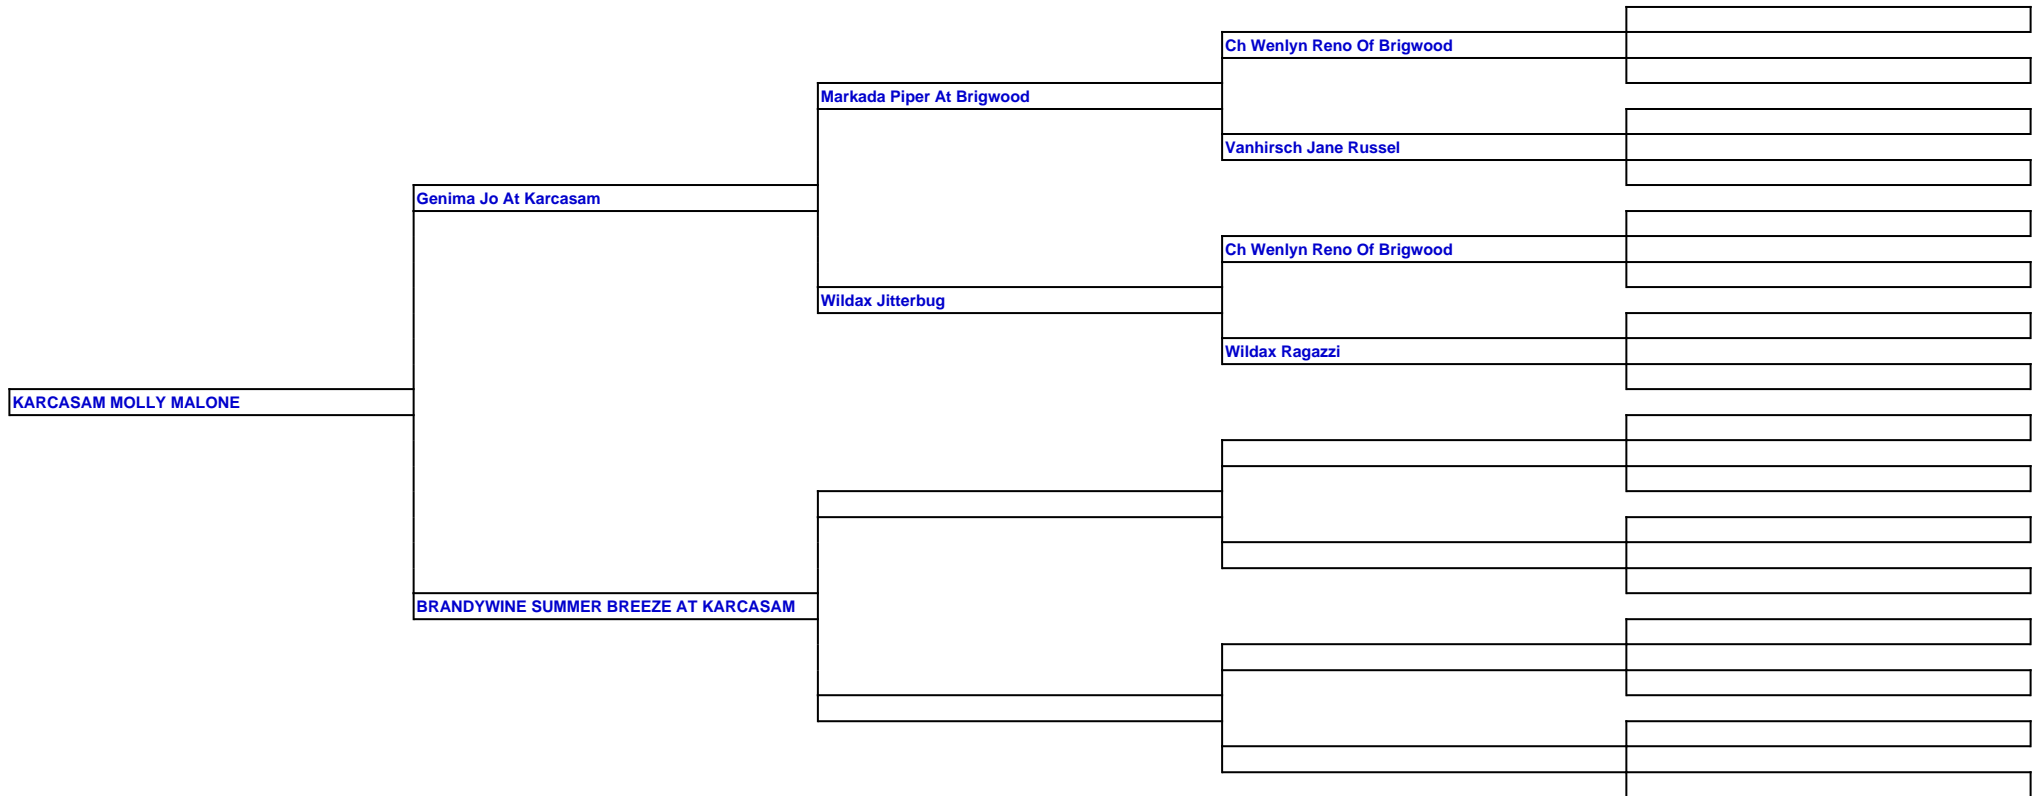 Ch Wenlyn Reno Of Brigwood
Markada Piper At Brigwood
Vanhirsch Jane Russel
Genima Jo At Karcasam
Ch Wenlyn Reno Of Brigwood
Wildax Jitterbug
Wildax Ragazzi
KARCASAM MOLLY MALONE
BRANDYWINE SUMMER BREEZE AT KARCASAM